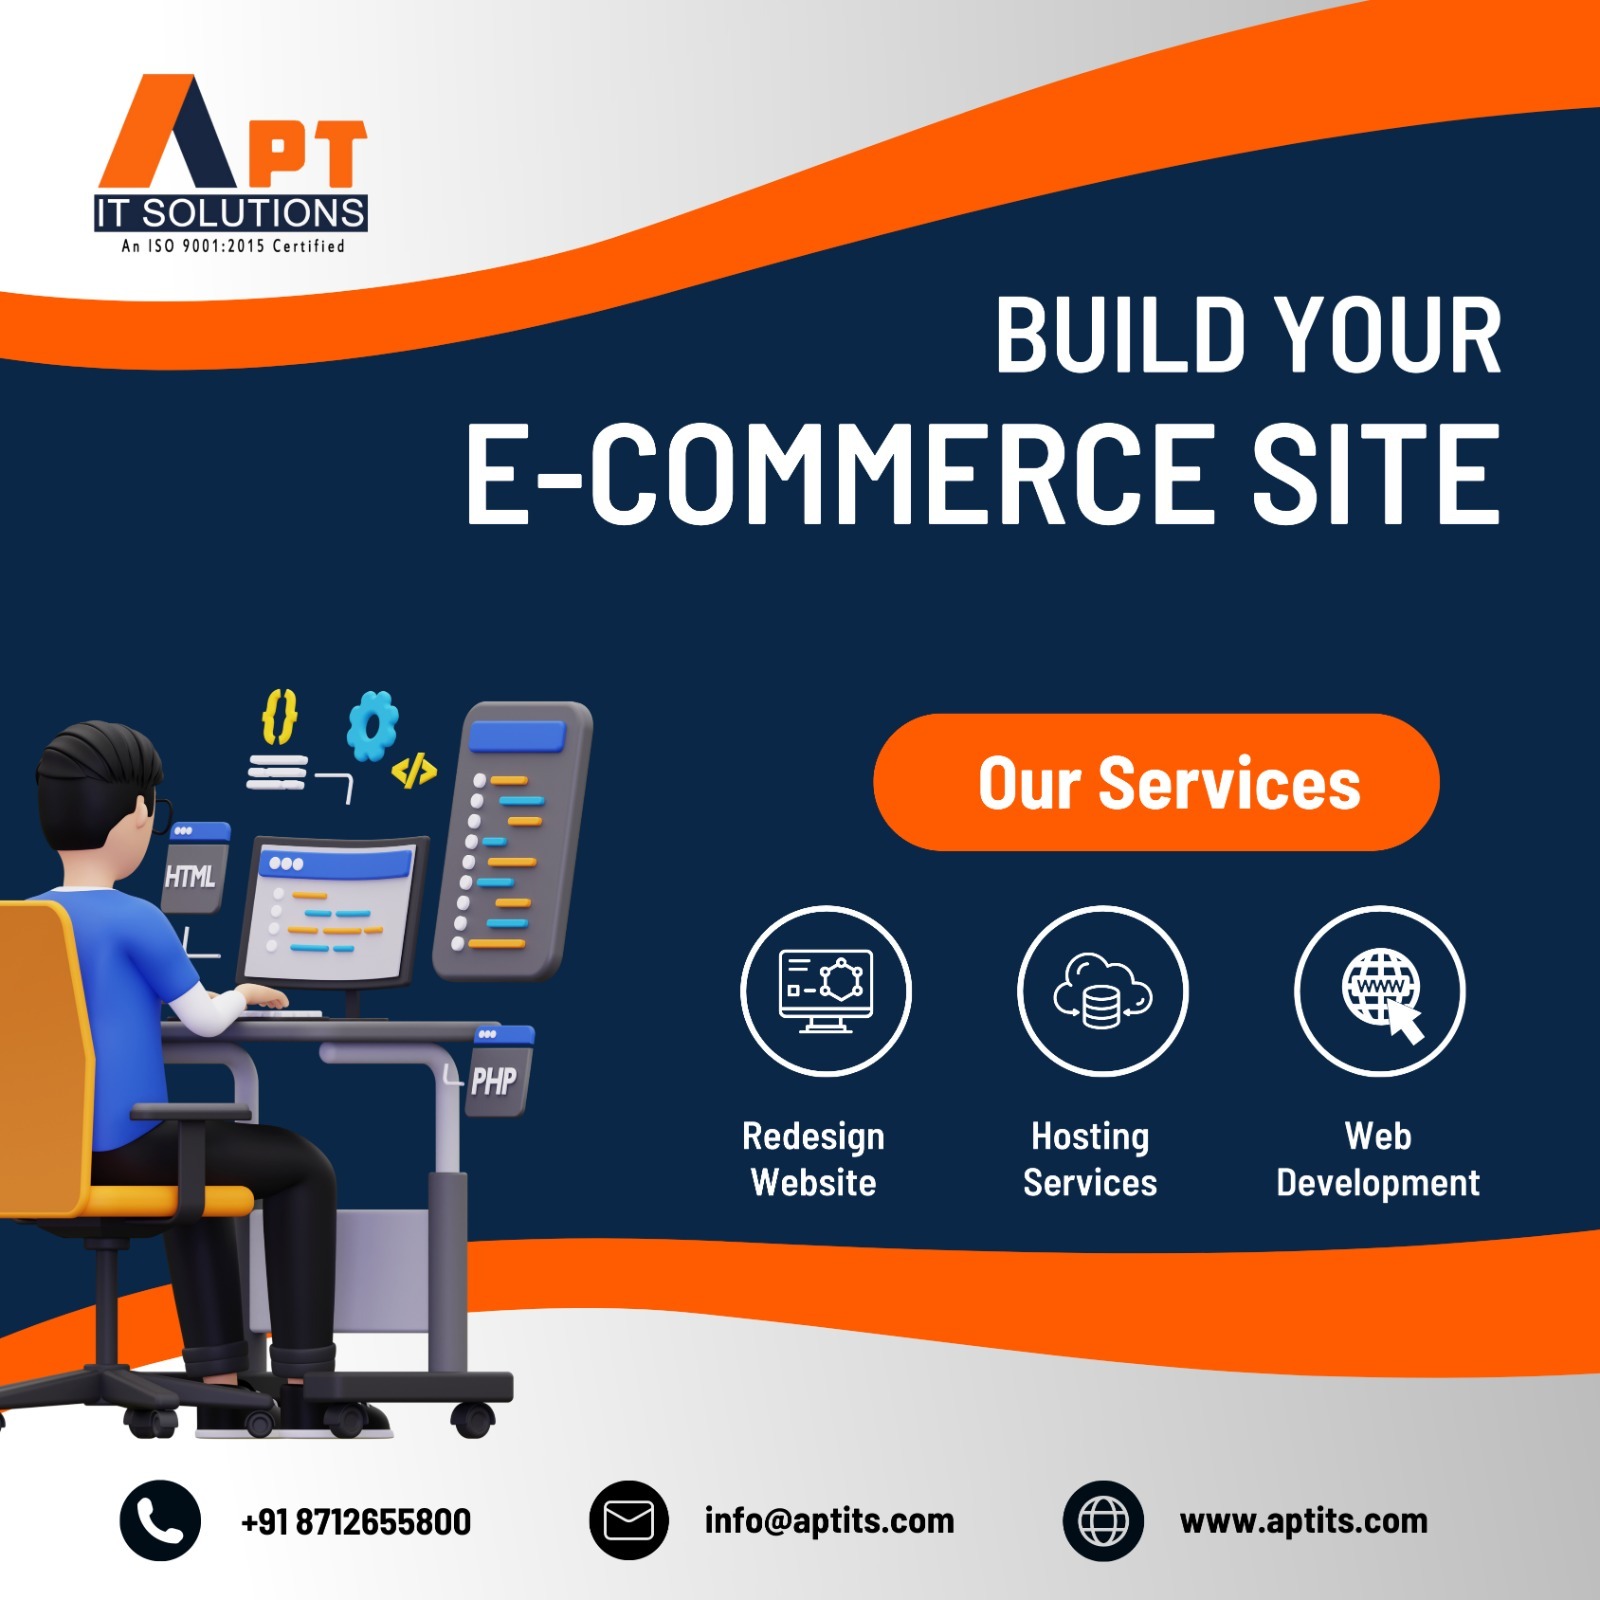 APT
IT SOLUTIONS
An ISO 9001:2015 Certified
BUILD YOUR
E-COMMERCE SITE
{}
</>
HTML
PHP
Our Services
WWW
Redesign
Website
Hosting
Services
Web
Development
+91 8712655800
info@aptits.com
www.aptits.com